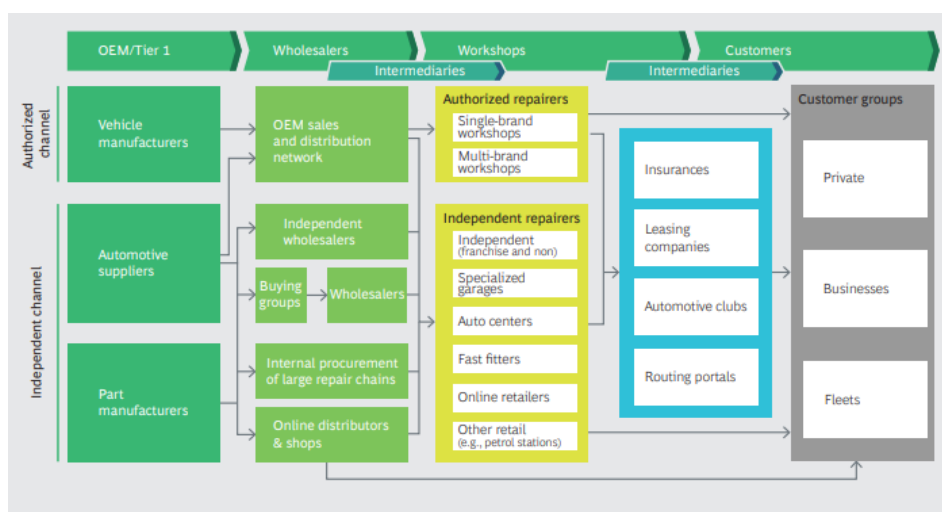 OEM/Tier 1
Wholesalers
Workshops
Customers
Intermediaries
Intermediaries
Authorized
channel
Independent channel
Vehicle
manufacturers
Automotive
suppliers
Part
manufacturers
OEM sales
and distribution
network
Independent
wholesalers
Buying
groups
Wholesalers
Internal procurement
of large repair chains
Online distributors
& shops
Authorized repairers
Single-brand
workshops
Multi-brand
workshops
Independent repairers
Independent
(franchise and non)
Specialized
garages
Auto centers
Fast fitters
Online retailers
Other retail
(e.g., petrol stations)
Insurances
Leasing
companies
Automotive clubs
Routing portals
Customer groups
Private
Businesses
Fleets